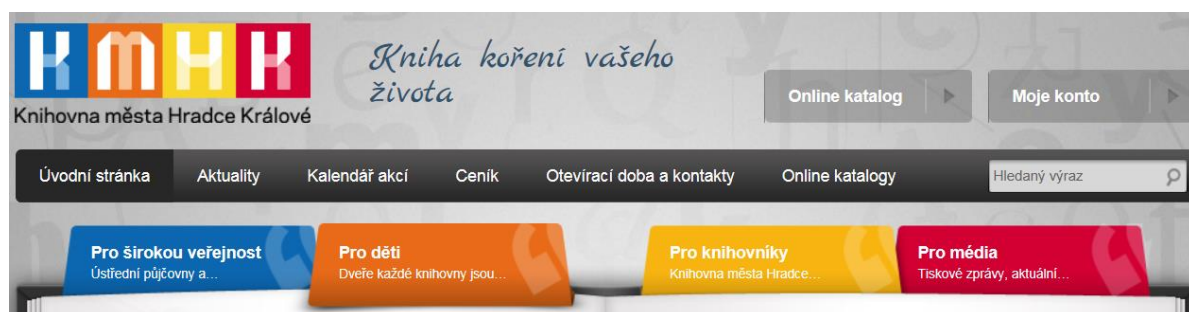 KMHK
Knihovna města Hradce Králové
Kniha koření vašeho
života
Online katalog
Moje konto
Úvodní stránka Aktuality Kalendář akcí Ceník Otevírací doba a kontakty Online katalogy Hledaný výraz
Pro širokou veřejnost
Ústřední půjčovny a...
Pro děti
Dveře každé knihovny jsou...
Pro knihovníky
Knihovna města Hradce...
Pro média
Tiskové zprávy, aktuální...